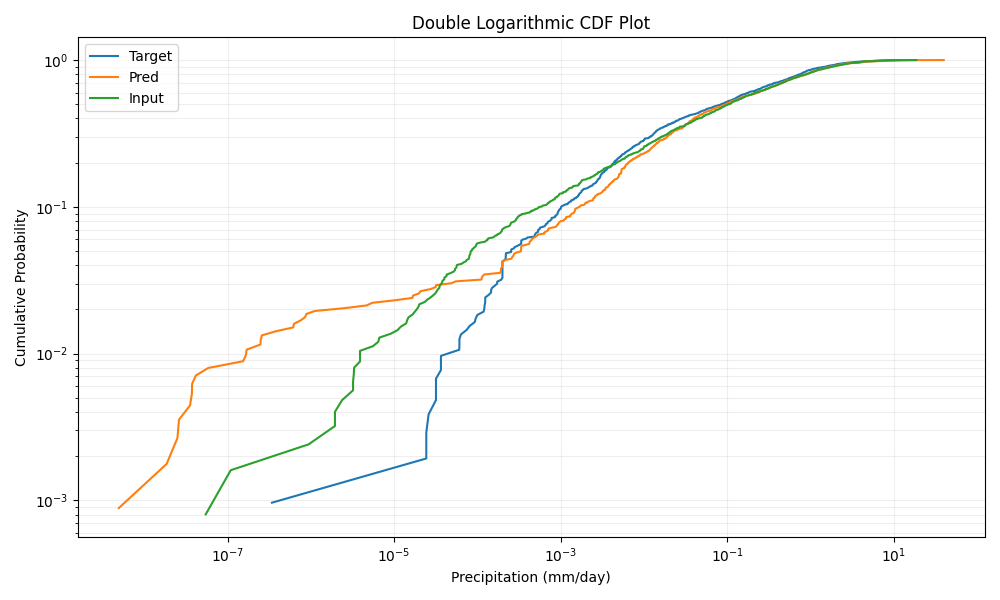 Double Logarithmic CDF Plot
Target
Pred
Input
Cumulative Probability
10^0
10^-1
10^-2
10^-3
10^-7
10^-5
10^-3
10^-1
10^1
Precipitation (mm/day)